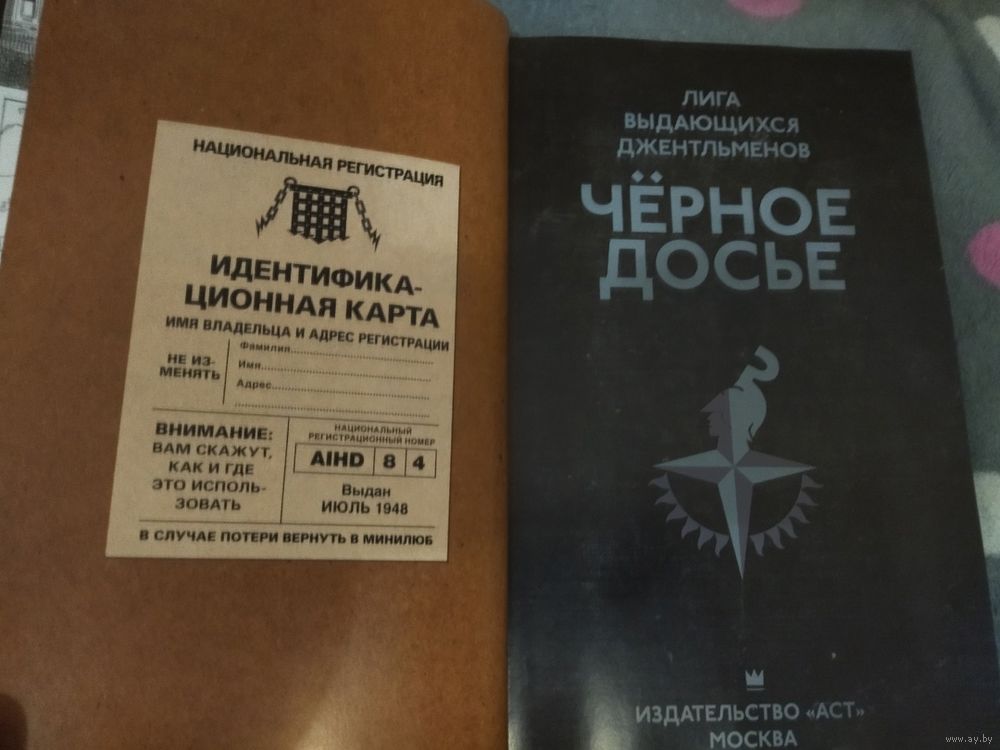 НАЦИОНАЛЬНАЯ РЕГИСТРАЦИЯ
ИДЕНТИФИКА-
ЦИОННАЯ КАРТА
ИМЯ ВЛАДЕЛЬЦА И АДРЕС РЕГИСТРАЦИИ
НЕ ИЗ-
МЕНЯТЬ
Фамилия
Имя
Адрес
ВНИМАНИЕ:
ВАМ СКАЖУТ,
КАК И ГДЕ
ЭТО ИСПОЛЬ-
ЗОВАТЬ
НАЦИОНАЛЬНЫЙ
РЕГИСТРАЦИОННЫЙ НОМЕР
AIHD 8 4
Выдан
ИЮЛЬ 1948
В СЛУЧАЕ ПОТЕРИ ВЕРНУТЬ В МИНИЛЮБ
ЛИГА
ВЫДАЮЩИХСЯ
ДЖЕНТЛЬМЕНОВ
ЧЁРНОЕ
ДОСЬЕ
ИЗДАТЕЛЬСТВО «АСТ»
МОСКВА
www.ay.by